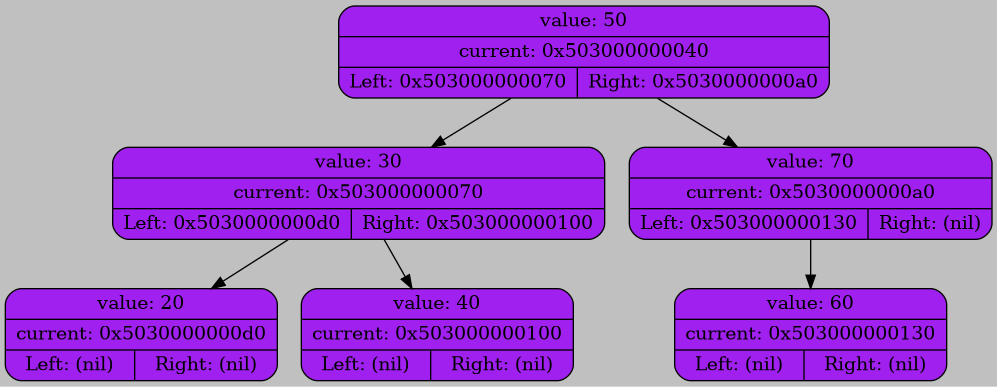 value: 50
current: 0x503000000040
Left: 0x503000000070 Right: 0x5030000000a0
value: 30
current: 0x503000000070
Left: 0x5030000000d0 Right: 0x503000000100
value: 70
current: 0x5030000000a0
Left: 0x503000000130 Right: (nil)
value: 20
current: 0x5030000000d0
Left: (nil) Right: (nil)
value: 40
current: 0x503000000100
Left: (nil) Right: (nil)
value: 60
current: 0x503000000130
Left: (nil) Right: (nil)